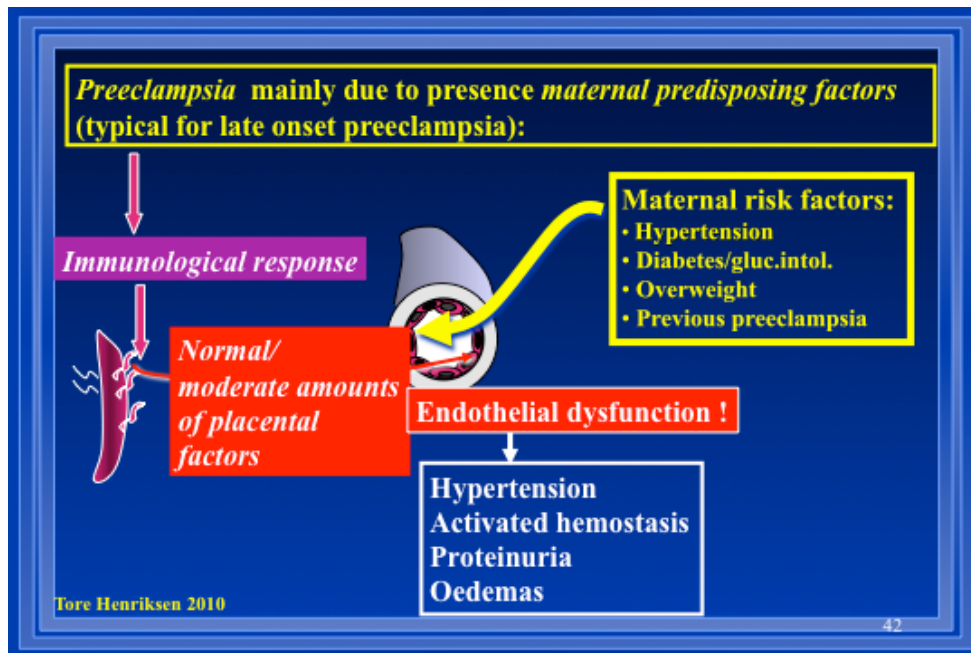 Preeclampsia mainly due to presence maternal predisposing factors
(typical for late onset preeclampsia):
Immunological response
Maternal risk factors:
• Hypertension
• Diabetes/gluc.intol.
• Overweight
• Previous preeclampsia
Normal/
moderate amounts
of placental
factors
Endothelial dysfunction !
Hypertension
Activated hemostasis
Proteinuria
Oedemas
Tore Henriksen 2010
42